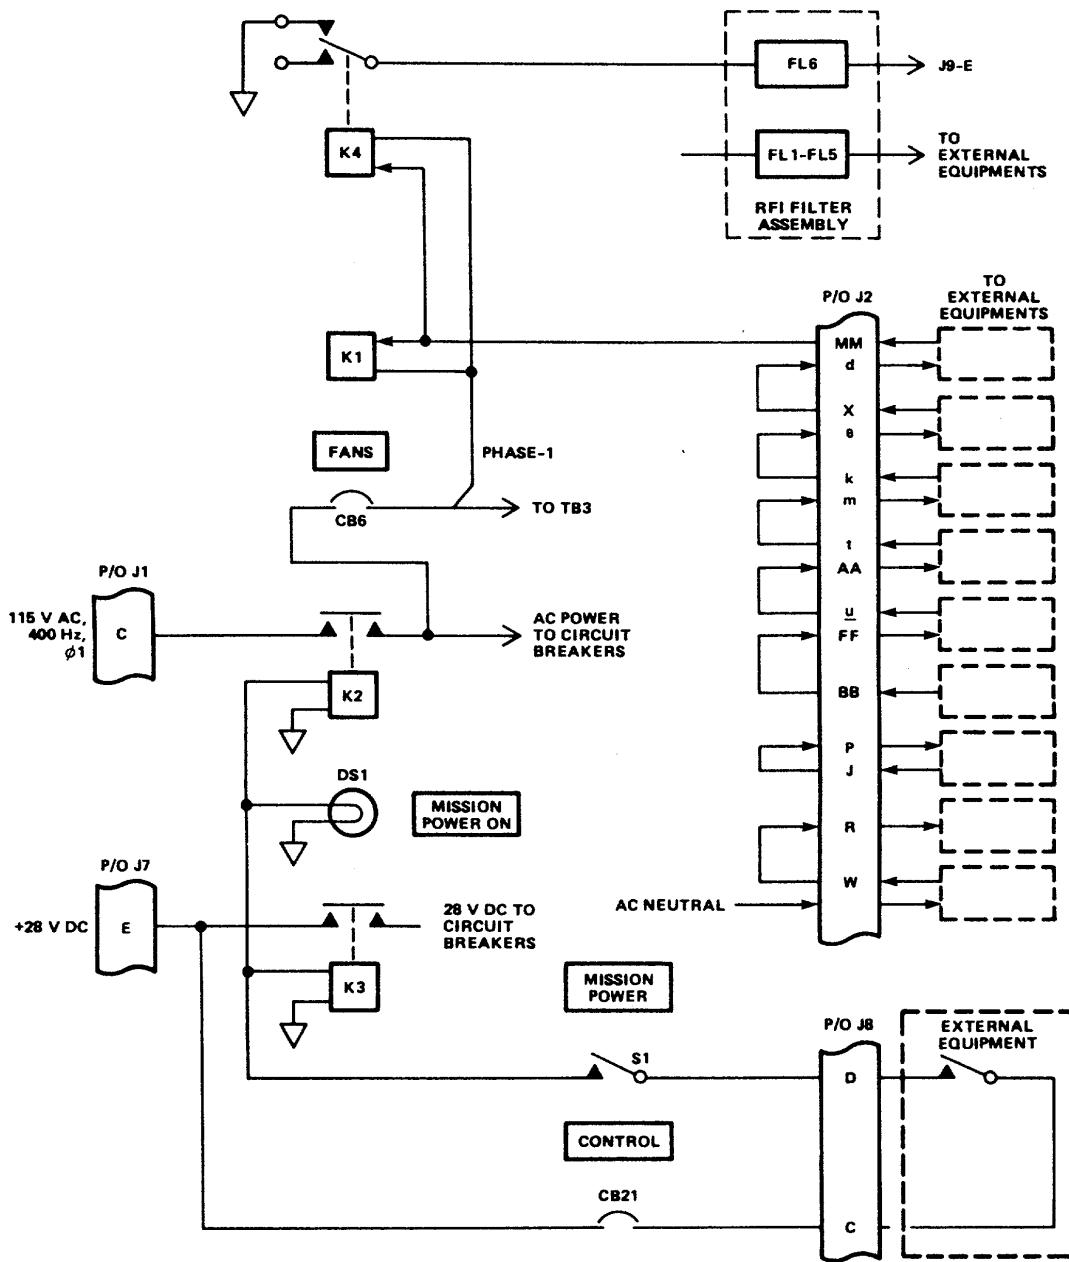 FL6
J9-E
K4
FL1-FL5
TO
EXTERNAL
EQUIPMENTS
RFI FILTER
ASSEMBLY
P/O J2
TO
EXTERNAL
EQUIPMENTS
K1
MM
d
X
e
k
m
t
AA
u
FF
BB
P
J
R
W
FANS
PHASE-1
CB6
TO TB3
P/O J1
115 V AC,
400 Hz,
φ1
C
AC POWER
TO CIRCUIT
BREAKERS
K2
DS1
MISSION
POWER ON
P/O J7
+28 V DC
E
28 V DC TO
CIRCUIT
BREAKERS
AC NEUTRAL
K3
MISSION
POWER
P/O J8
EXTERNAL
EQUIPMENT
S1
D
CONTROL
CB21
C